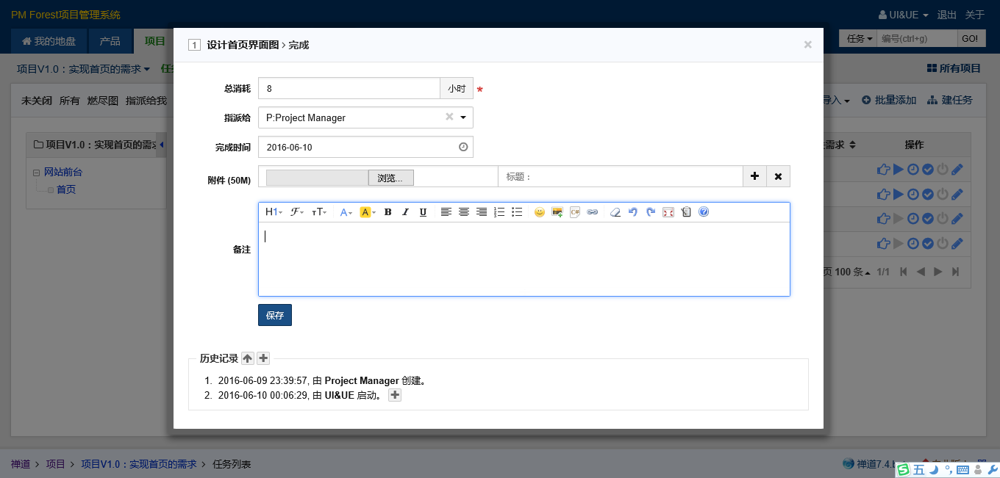 PM Forest项目管理系统
UI&UE 退出 关于
我的地盘 产品 项目
任务 编号(ctrl+g) GO!
项目V1.0：实现首页的需求
所有项目
未关闭 所有 燃尽图 指派给我
导入 批量添加 建任务
项目V1.0：实现首页的需求
网站前台
首页
需求 操作
页 100 条 1/1
1 设计首页界面图 > 完成 ×
总消耗 8 小时 *
指派给 P:Project Manager
完成时间 2016-06-10
附件 (50M) 浏览... 标题：
H1 F tT A A B I U C#
备注
保存
历史记录
1. 2016-06-09 23:39:57, 由 Project Manager 创建。
2. 2016-06-10 00:06:29, 由 UI&UE 启动。
禅道 > 项目 > 项目V1.0：实现首页的需求 > 任务列表
禅道7.4.b
S 五